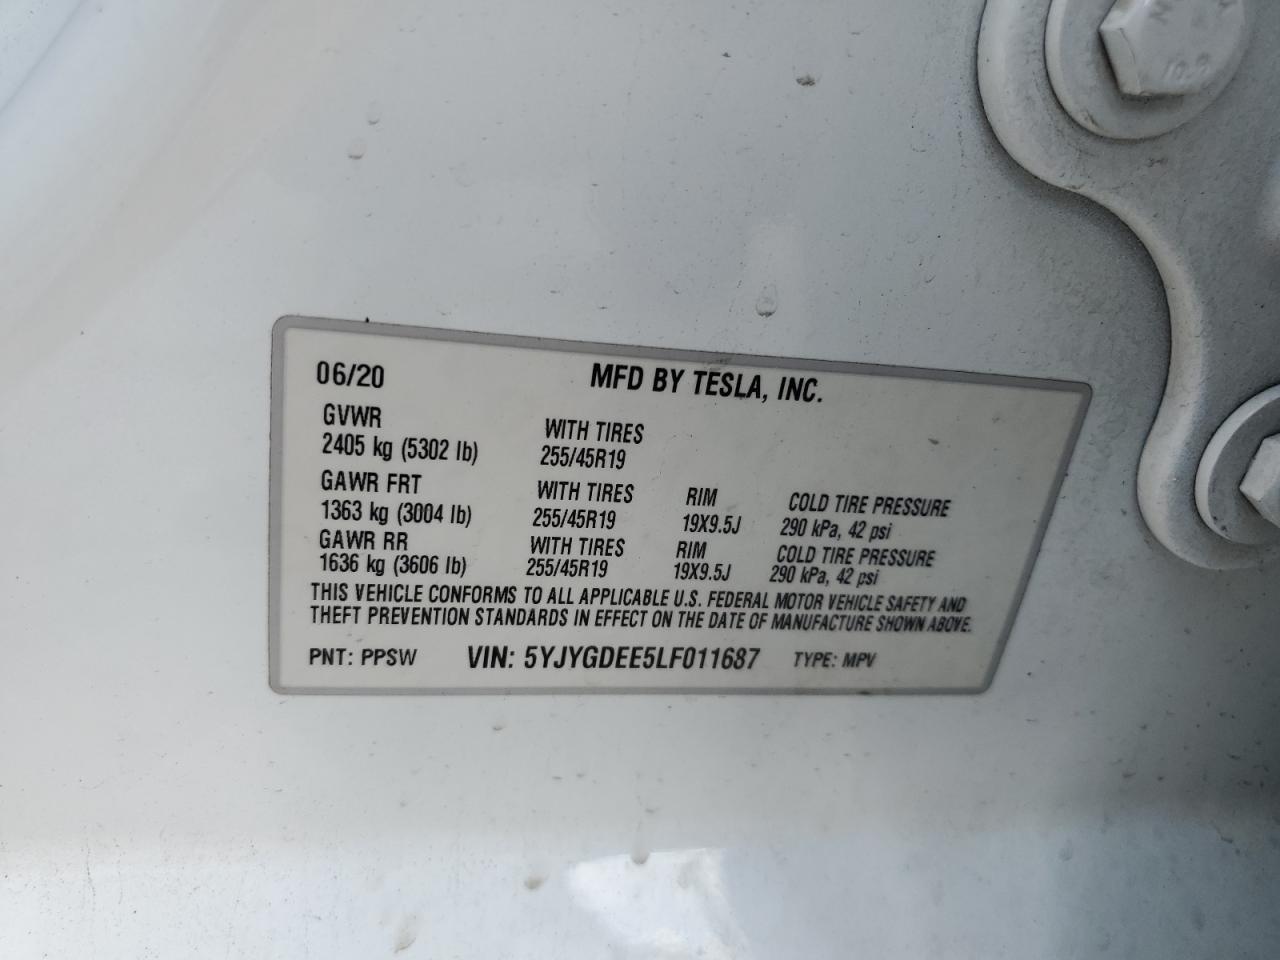 06/20 MFD BY TESLA, INC.
GVWR
2405 kg (5302 lb) WITH TIRES 255/45R19
GAWR FRT WITH TIRES RIM COLD TIRE PRESSURE
1363 kg (3004 lb) 255/45R19 19X9.5J 290 kPa, 42 psi
GAWR RR WITH TIRES RIM COLD TIRE PRESSURE
1636 kg (3606 lb) 255/45R19 19X9.5J 290 kPa, 42 psi
THIS VEHICLE CONFORMS TO ALL APPLICABLE U.S. FEDERAL MOTOR VEHICLE SAFETY AND
THEFT PREVENTION STANDARDS IN EFFECT ON THE DATE OF MANUFACTURE SHOWN ABOVE.
PNT: PPSW VIN: 5YJYGDEE5LF011687 TYPE: MPV